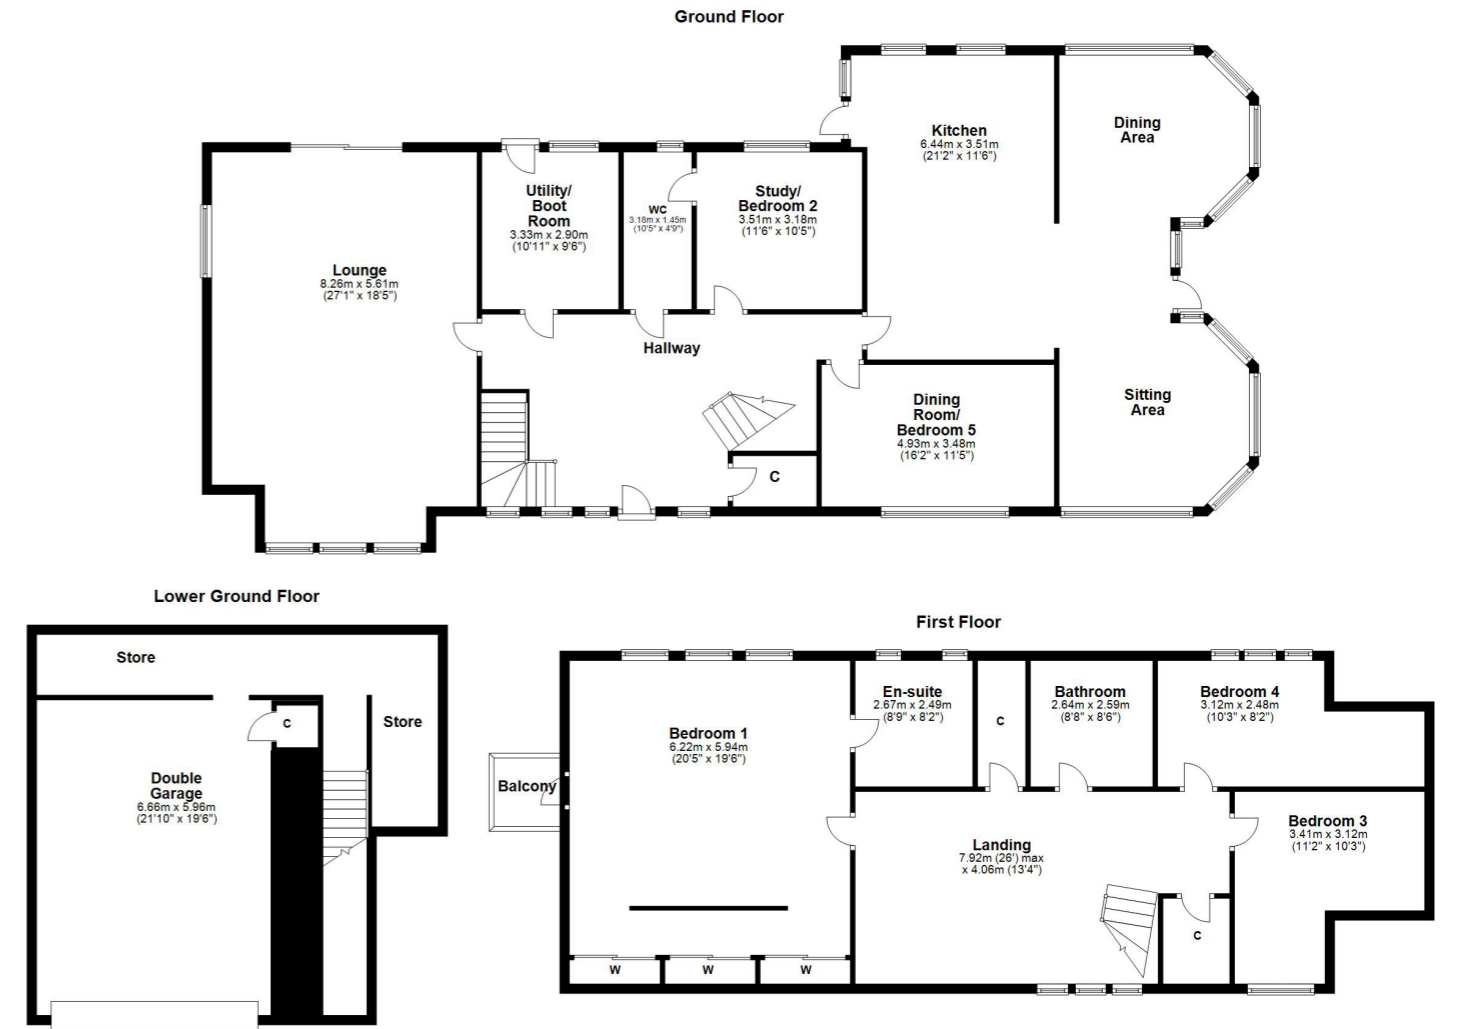 Ground Floor
Kitchen
6.44m x 3.51m
(21'2" x 11'6")
Dining
Area
Utility/
Boot
Room
3.33m x 2.90m
(10'11" x 9'6")
WC
3.18m x 1.45m
(10'5" x 4'9")
Study/
Bedroom 2
3.51m x 3.18m
(11'6" x 10'5")
Lounge
8.26m x 5.61m
(27'1" x 18'5")
Hallway
Dining
Room/
Bedroom 5
4.93m x 3.48m
(16'2" x 11'5")
Sitting
Area
C
Lower Ground Floor
Store
C
Store
Double
Garage
6.66m x 5.96m
(21'10" x 19'6")
First Floor
Bedroom 1
6.22m x 5.94m
(20'5" x 19'6")
En-suite
2.67m x 2.49m
(8'9" x 8'2")
C
Bathroom
2.64m x 2.59m
(8'8" x 8'6")
Bedroom 4
3.12m x 2.48m
(10'3" x 8'2")
Balcony
Landing
7.92m (26') max
x 4.06m (13'4")
Bedroom 3
3.41m x 3.12m
(11'2" x 10'3")
C
W
W
W